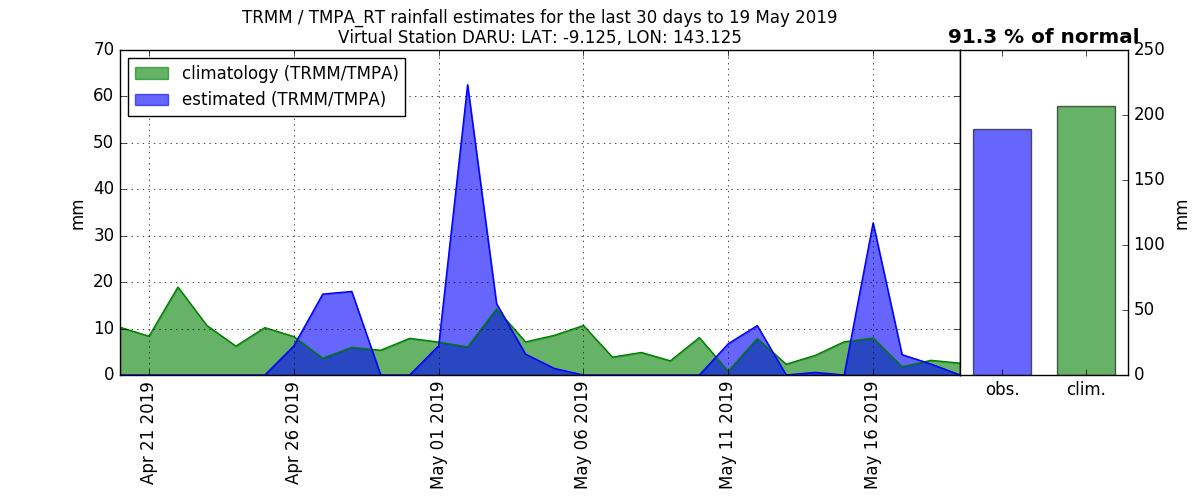 TRMM / TMPA_RT rainfall estimates for the last 30 days to 19 May 2019
Virtual Station DARU: LAT: -9.125, LON: 143.125
91.3 % of normal
climatology (TRMM/TMPA)
estimated (TRMM/TMPA)
70
60
50
40
30
20
10
0
mm
250
200
150
100
50
0
mm
Apr 21 2019
Apr 26 2019
May 01 2019
May 06 2019
May 11 2019
May 16 2019
obs.
clim.